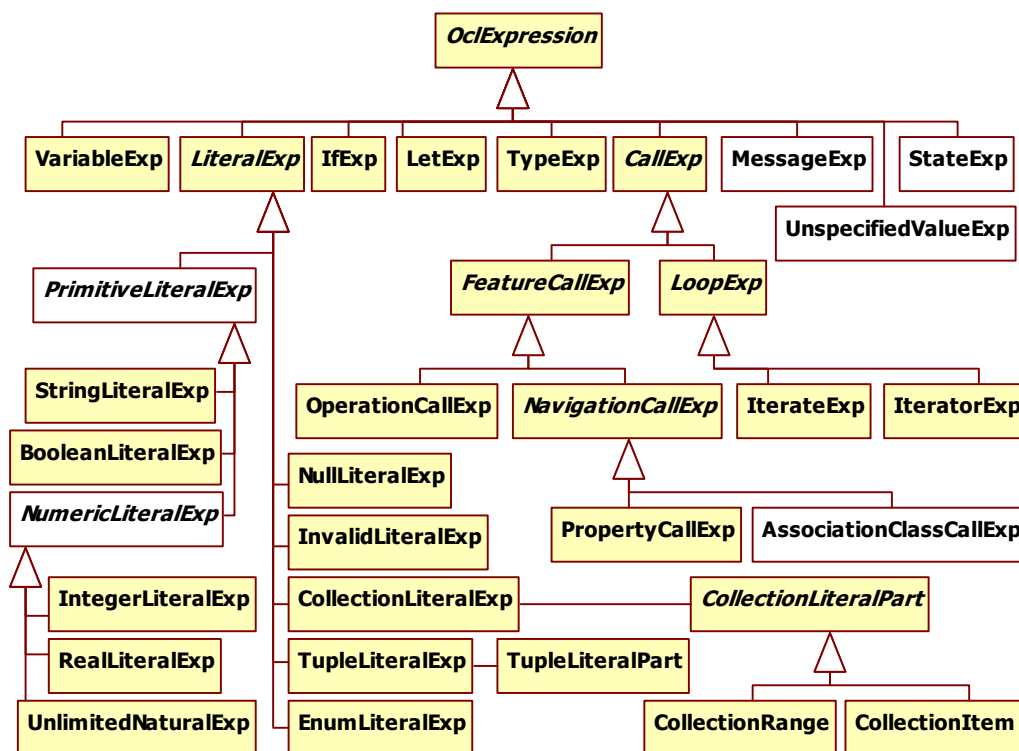 OclExpression
VariableExp
LiteralExp
IfExp
LetExp
TypeExp
CallExp
MessageExp
StateExp
UnspecifiedValueExp
PrimitiveLiteralExp
FeatureCallExp
LoopExp
StringLiteralExp
OperationCallExp
NavigationCallExp
IterateExp
IteratorExp
BooleanLiteralExp
NullLiteralExp
NumericLiteralExp
InvalidLiteralExp
PropertyCallExp
AssociationClassCallExp
IntegerLiteralExp
CollectionLiteralExp
CollectionLiteralPart
RealLiteralExp
TupleLiteralExp
TupleLiteralPart
UnlimitedNaturalExp
EnumLiteralExp
CollectionRange
CollectionItem